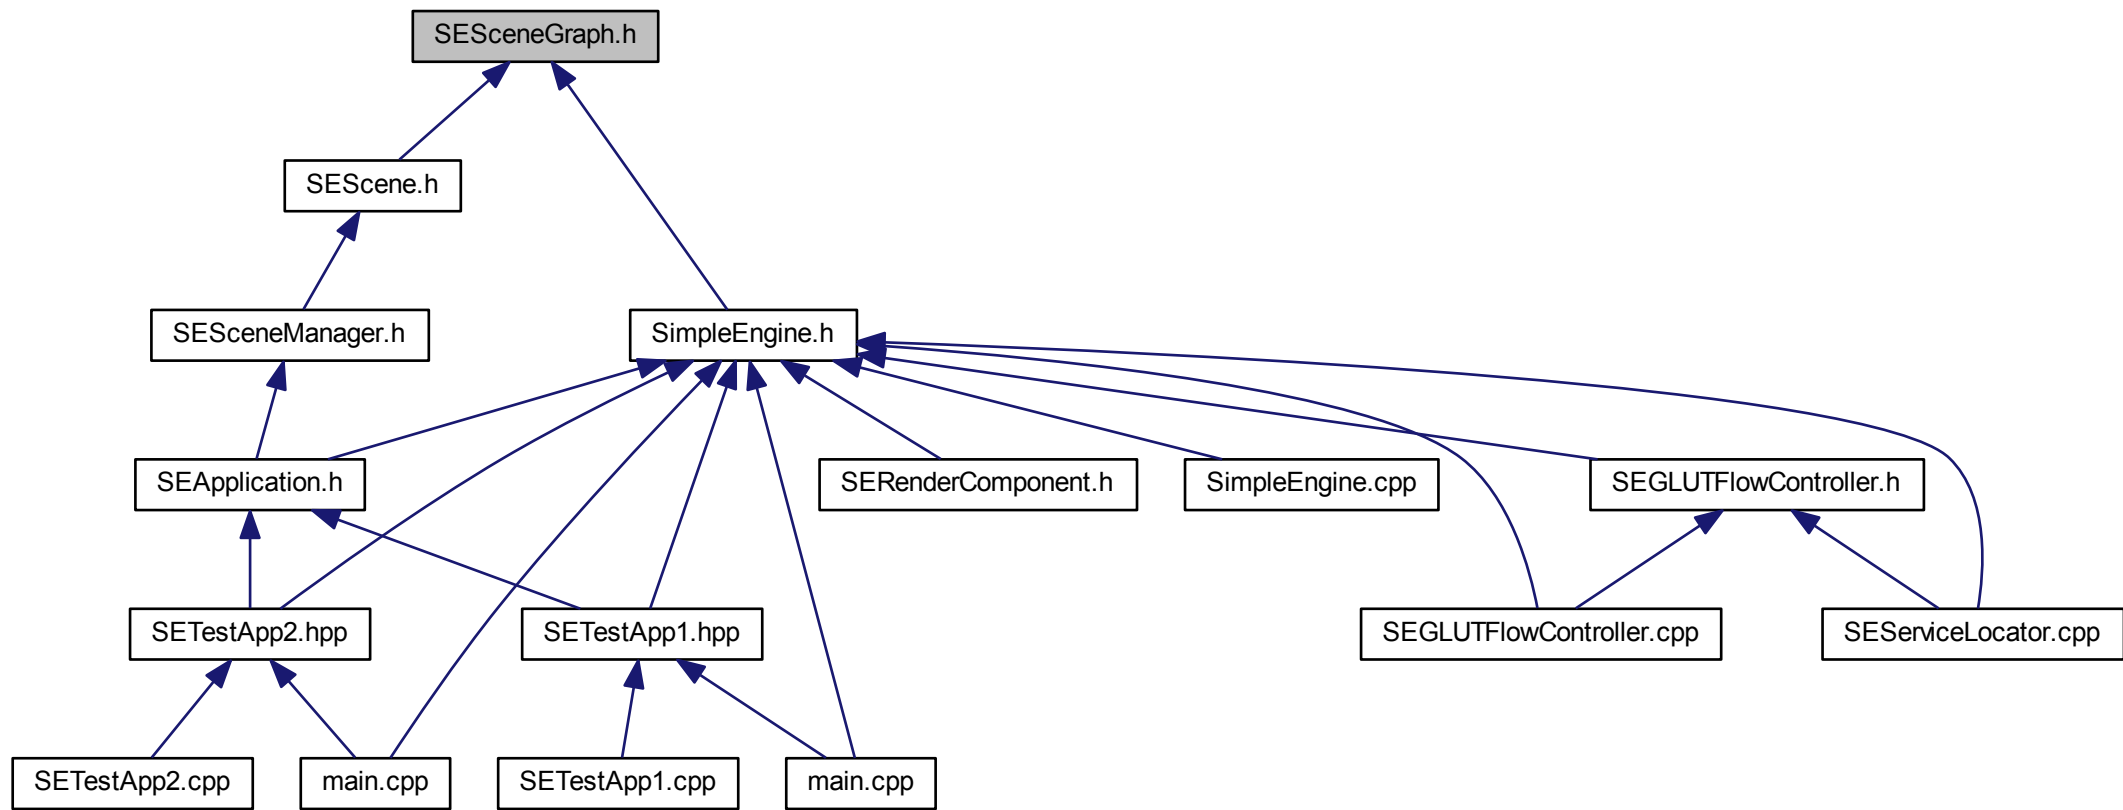 SESceneGraph.h
SEScene.h
SESceneManager.h
SimpleEngine.h
SEApplication.h
SERenderComponent.h
SimpleEngine.cpp
SEGLUTFlowController.h
SETestApp2.hpp
SETestApp1.hpp
SEGLUTFlowController.cpp
SEServiceLocator.cpp
SETestApp2.cpp
main.cpp
SETestApp1.cpp
main.cpp